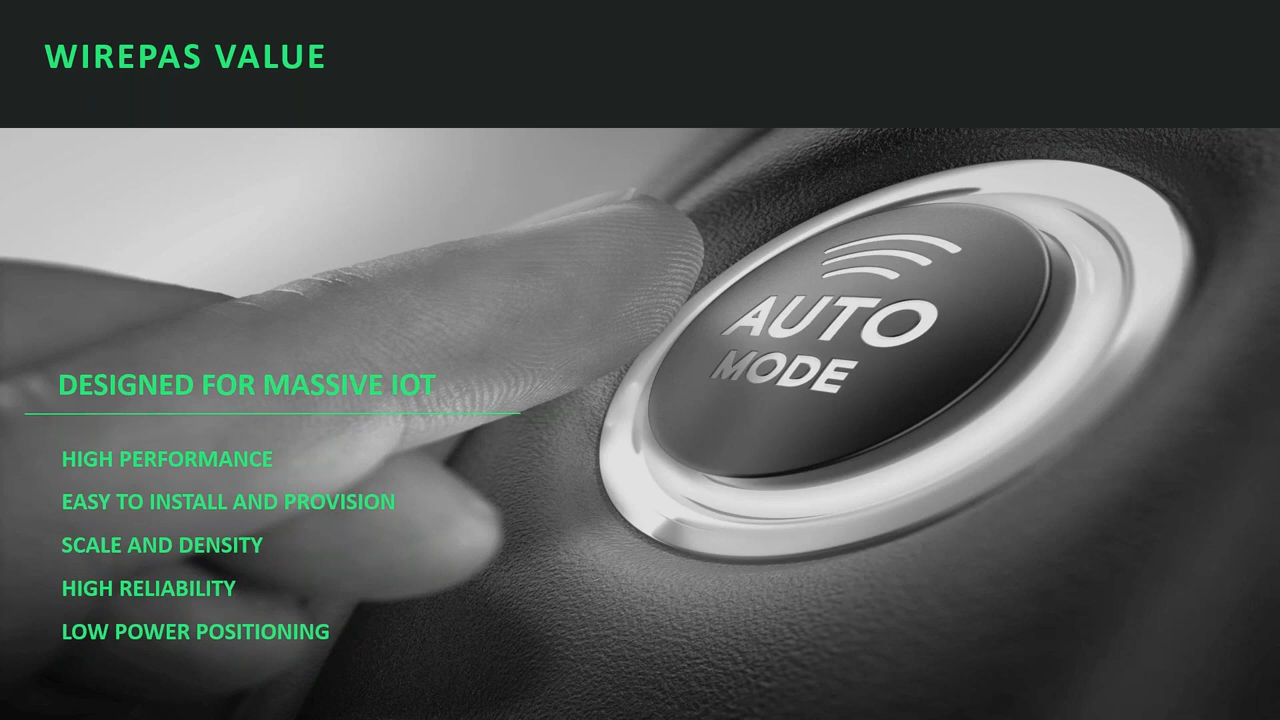 WIREPAS VALUE
AUTO
MODE
DESIGNED FOR MASSIVE IOT
HIGH PERFORMANCE
EASY TO INSTALL AND PROVISION
SCALE AND DENSITY
HIGH RELIABILITY
LOW POWER POSITIONING